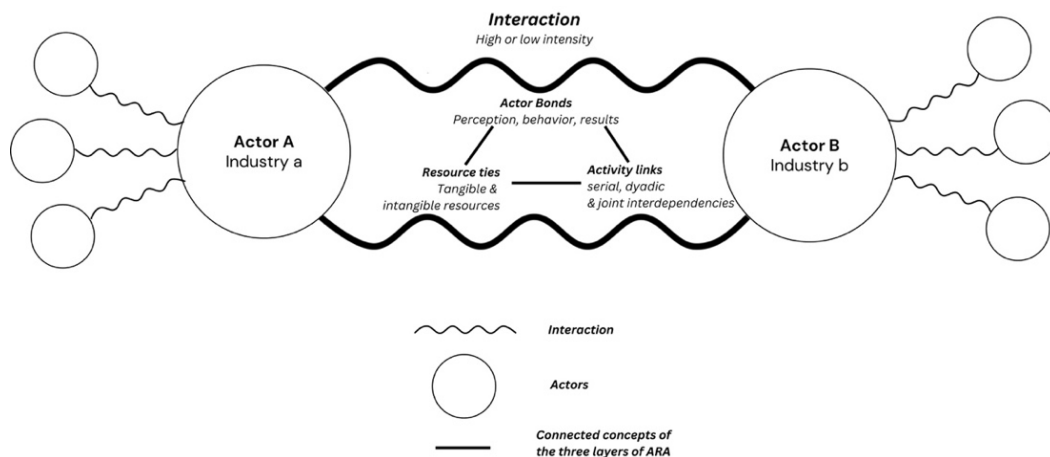 Interaction
High or low intensity
Actor Bonds
Perception, behavior, results
Actor A
Industry a
Resource ties
Tangible &
intangible resources
Activity links
serial, dyadic
& joint interdependencies
Actor B
Industry b
Interaction
Actors
Connected concepts of
the three layers of ARA